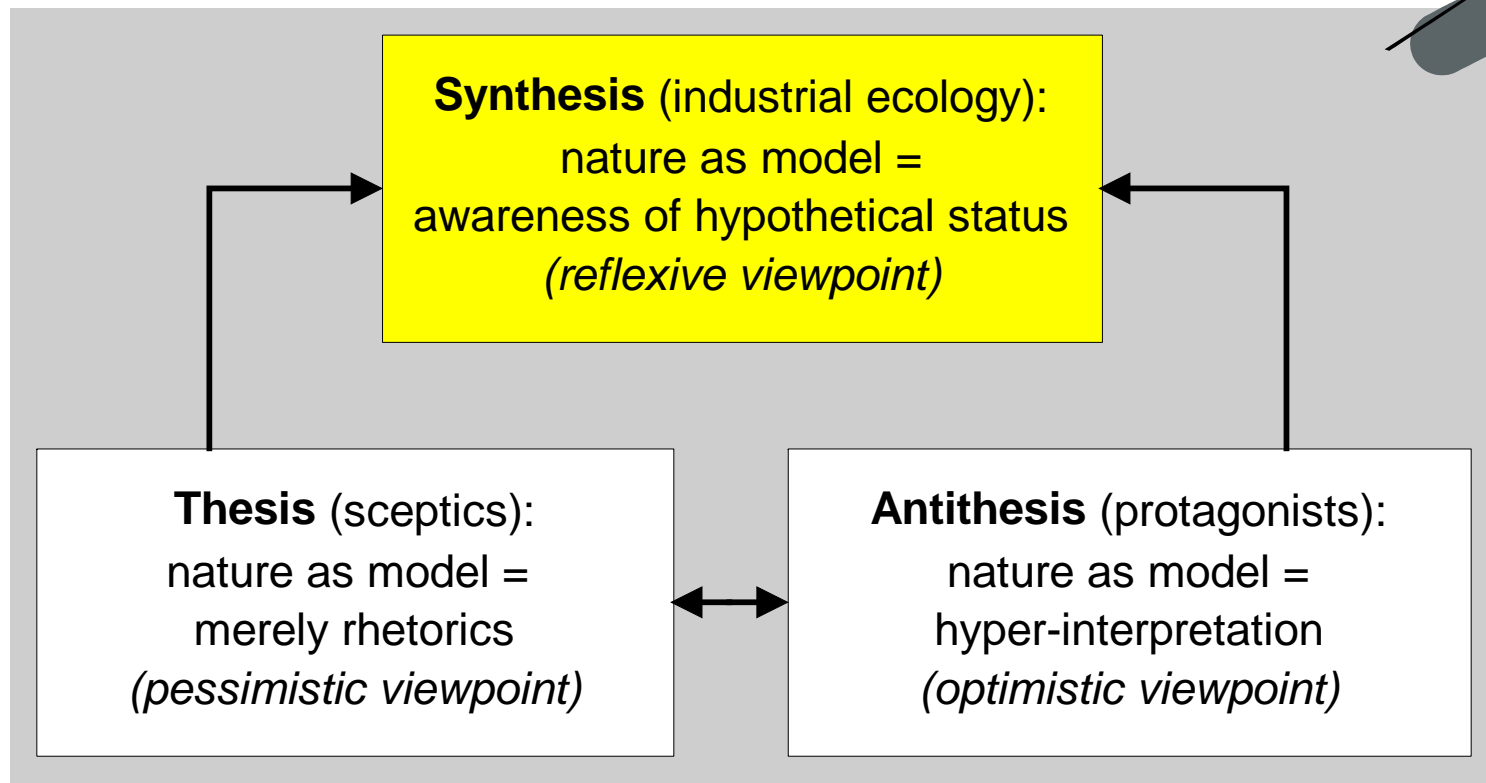 Synthesis (industrial ecology):
nature as model =
awareness of hypothetical status
(reflexive viewpoint)
Thesis (sceptics):
nature as model =
merely rhetorics
(pessimistic viewpoint)
Antithesis (protagonists):
nature as model =
hyper-interpretation
(optimistic viewpoint)